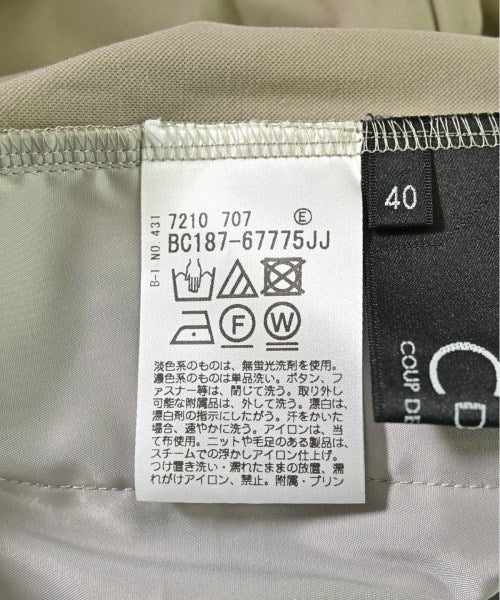 7210 707 E
BC187-67775JJ
B-1 NO.431
F W
淡色系のものは、無蛍光洗剤を使用。
濃色系のものは単品洗い。ボタン、フ
ァスナー等は、閉じて洗う。取り外し
可能な附属品は、外して洗う。漂白は、
漂白剤の指示にしたがう。汗をかいた
場合、速やかに洗う。アイロンは、当
て布使用。ニットや毛足のある製品は、
スチームでの浮かしアイロン仕上げ。
つけ置き洗い・濡れたままの放置、濡
れがけアイロン、禁止。附属・プリン
40
COUP DE